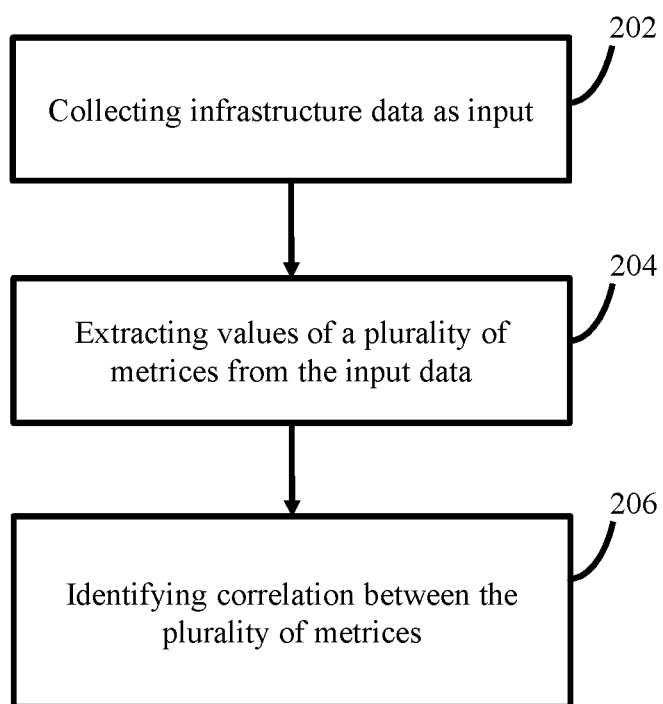 202
Collecting infrastructure data as input
204
Extracting values of a plurality of
metrices from the input data
206
Identifying correlation between the
plurality of metrices